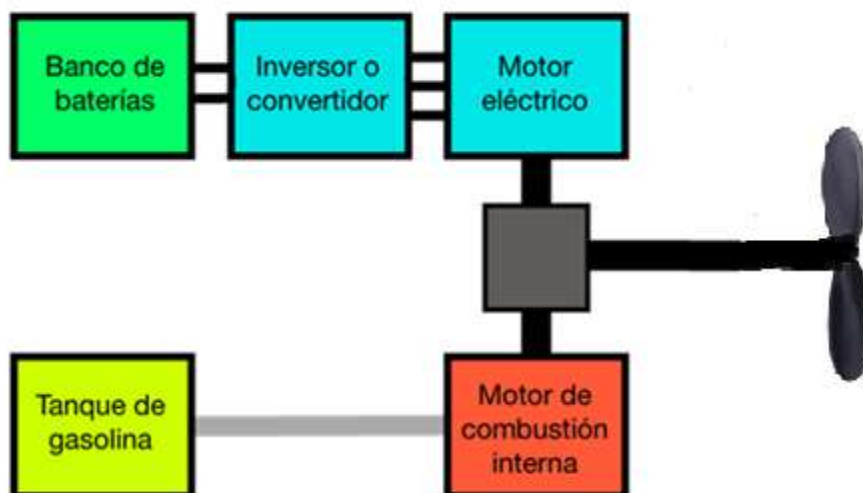 Banco de
baterías
Inversor o
convertidor
Motor
eléctrico
Tanque de
gasolina
Motor de
combustión
interna